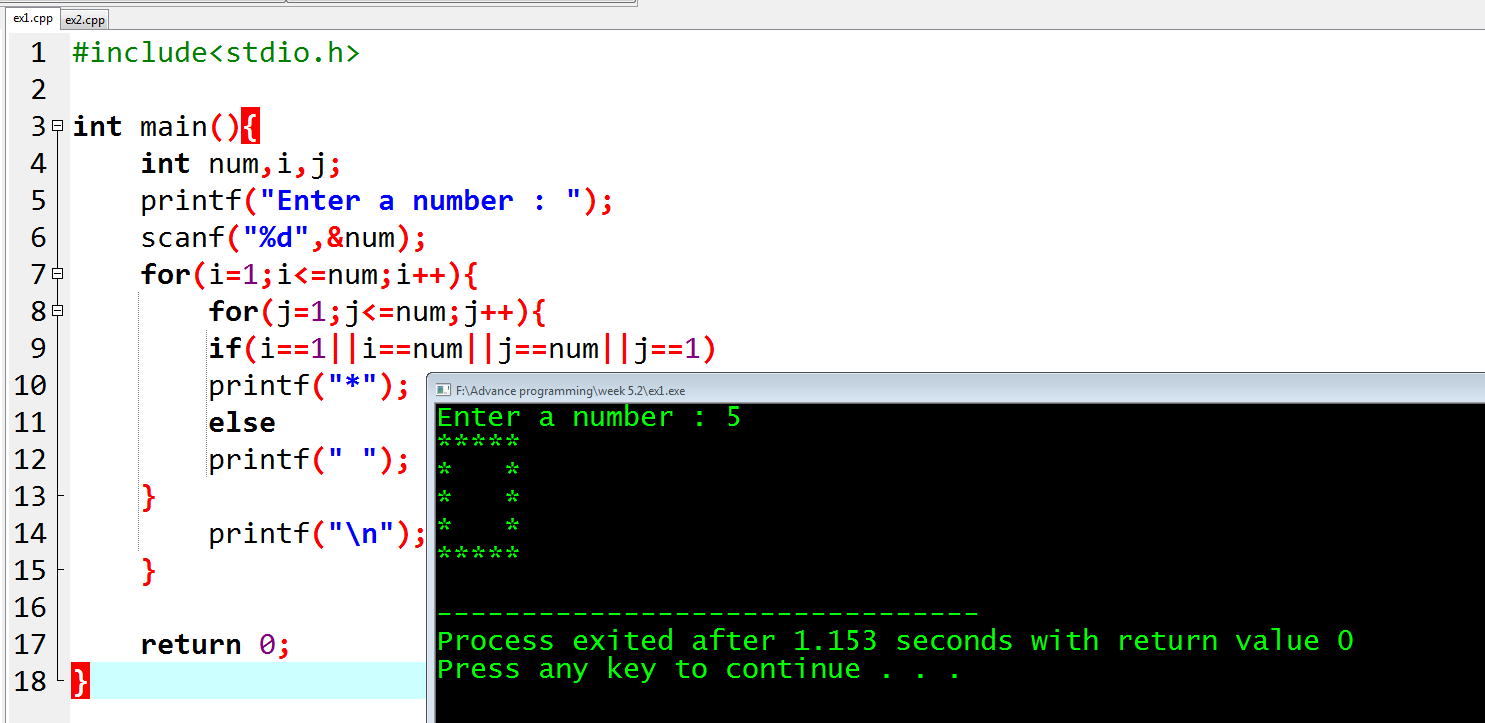 ex1.cpp ex2.cpp
1 #include<stdio.h>
2
3 int main(){
4 int num,i,j;
5 printf("Enter a number : ");
6 scanf("%d",&num);
7 for(i=1;i<=num;i++){
8 for(j=1;j<=num;j++){
9 if(i==1||i==num||j==num||j==1)
10 printf("*");
11 else
12 printf(" ");
13 }
14 printf("\n");
15 }
16
17 return 0;
18 }
F:\Advance programming\week 5.2\ex1.exe
Enter a number : 5
*****
*   *
*   *
*   *
*****
--------------------------------
Process exited after 1.153 seconds with return value 0
Press any key to continue . . .